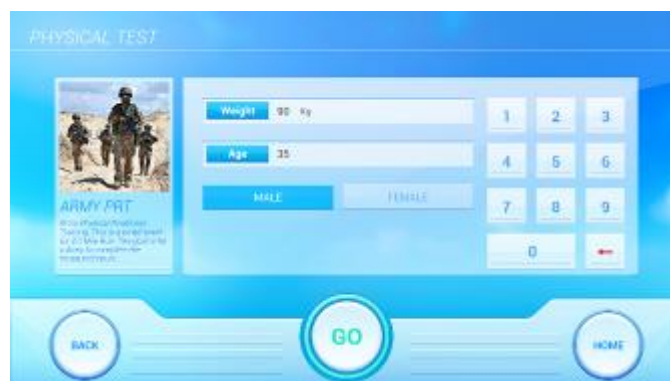 PHYSICAL TEST
Weight 90 Kg
Age 35
MALE FEMALE
1 2 3
4 5 6
7 8 9
0
ARMY PRT
BACK
GO
HOME